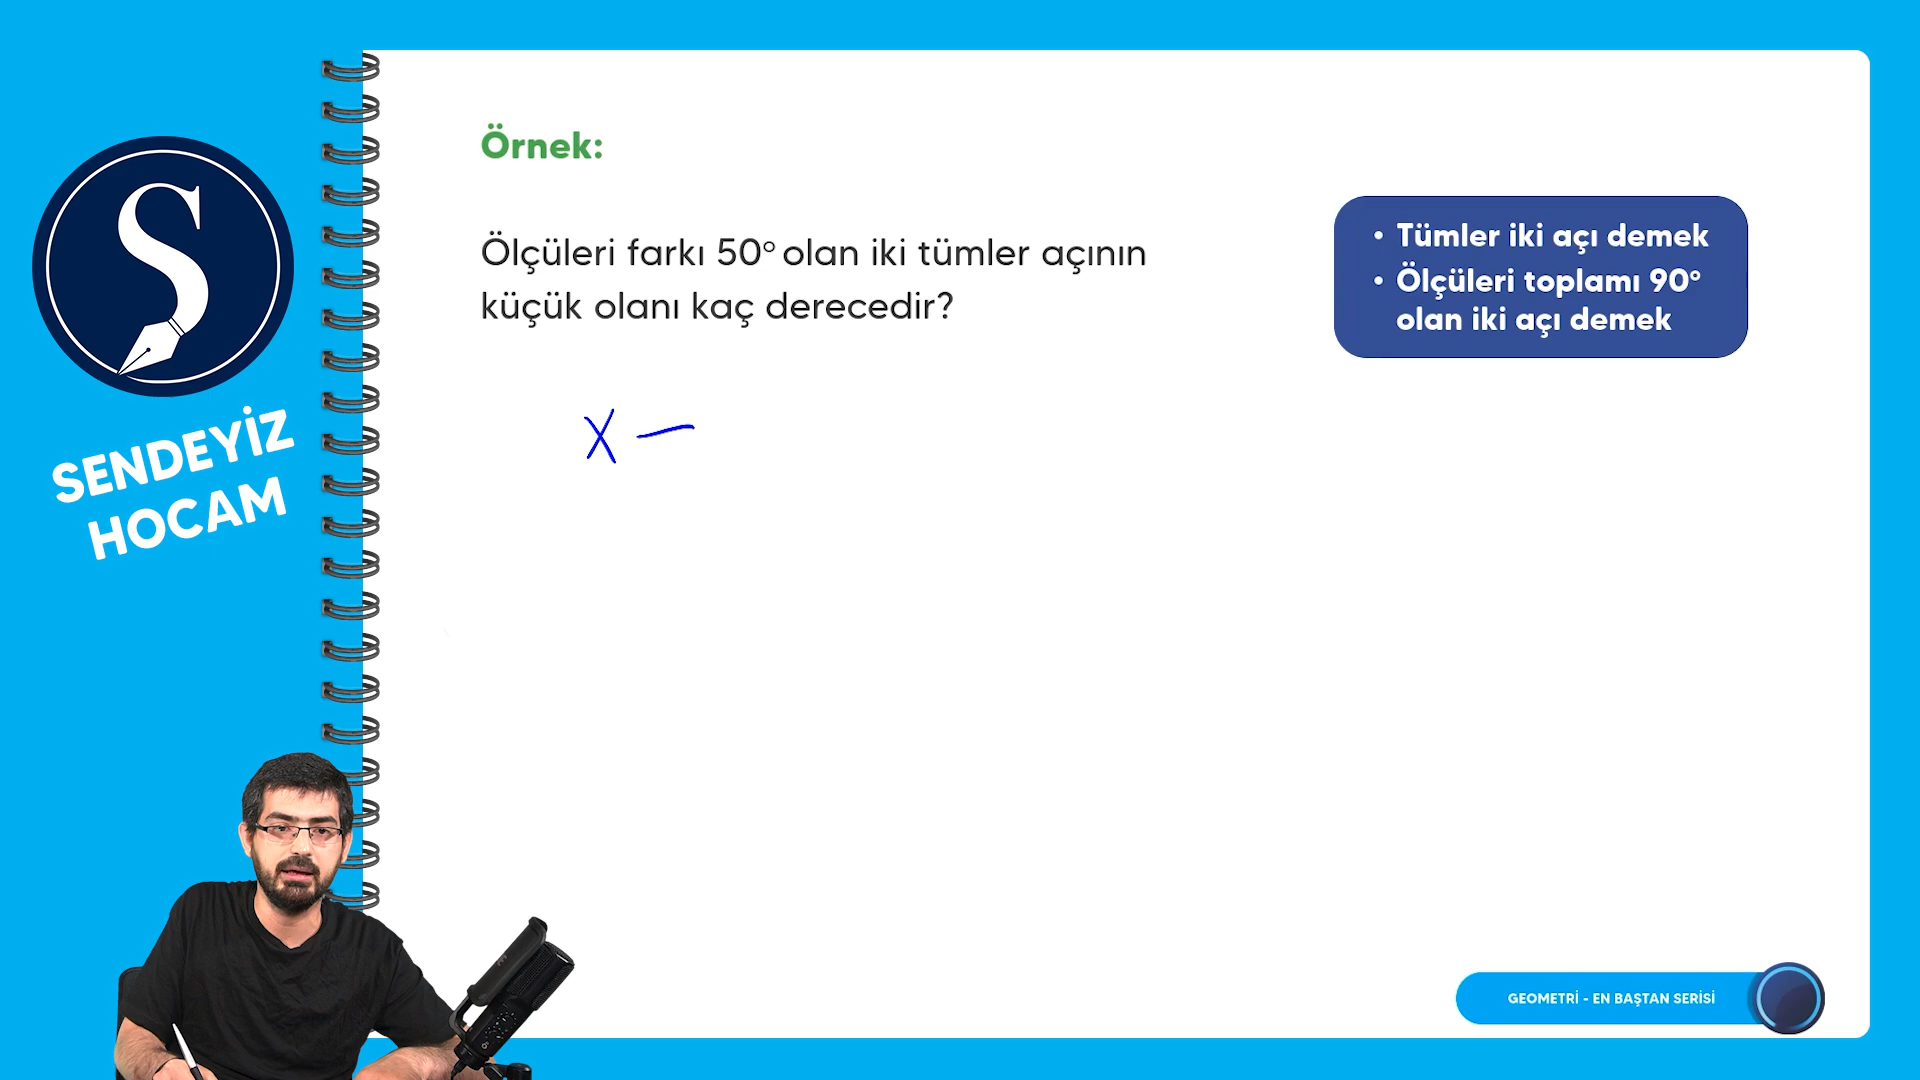 SENDEYİZ
HOCAM
Örnek:
Ölçüleri farkı 50° olan iki tümler açının
küçük olanı kaç derecedir?
• Tümler iki açı demek
• Ölçüleri toplamı 90°
olan iki açı demek
x —
GEOMETRİ - EN BAŞTAN SERİSİ